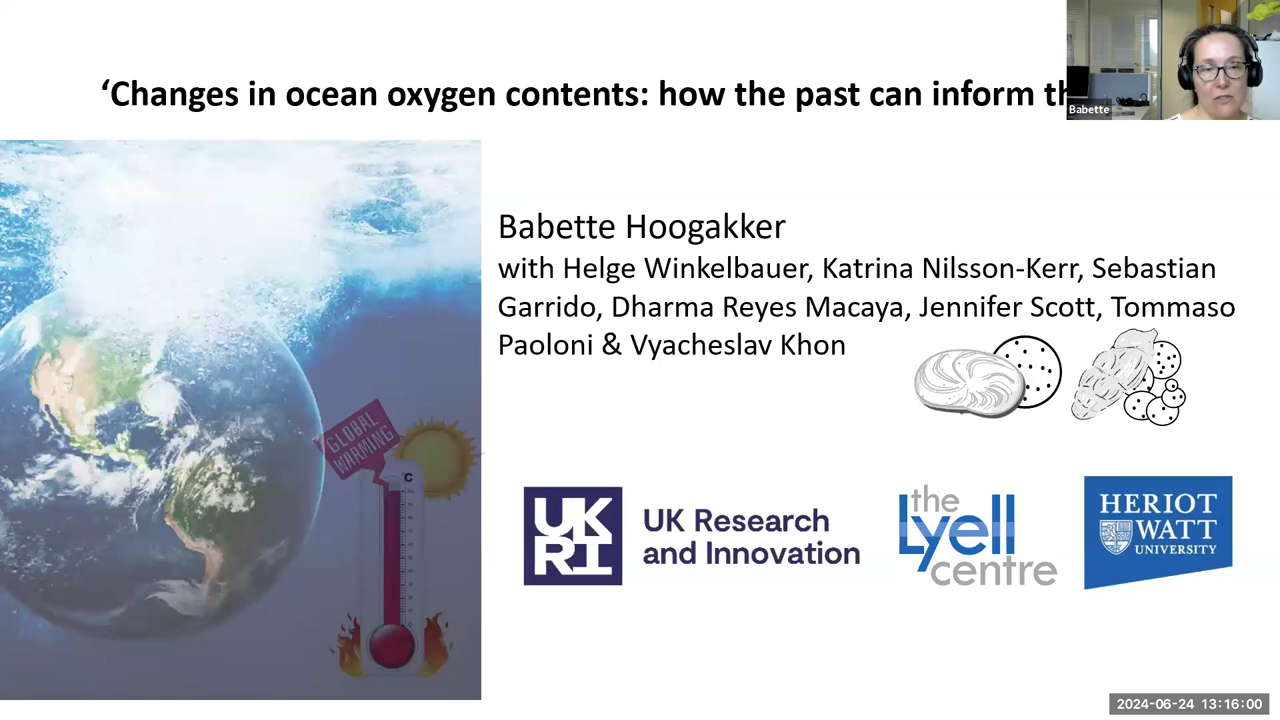 ‘Changes in ocean oxygen contents: how the past can inform
Babette
Babette Hoogakker
with Helge Winkelbauer, Katrina Nilsson-Kerr, Sebastian
Garrido, Dharma Reyes Macaya, Jennifer Scott, Tommaso
Paoloni & Vyacheslav Khon
GLOBAL
WARMING
°C
UK
RI
UK Research
and Innovation
the
Lyell
centre
HERIOT
WATT
UNIVERSITY
2024-06-24 13:16:00